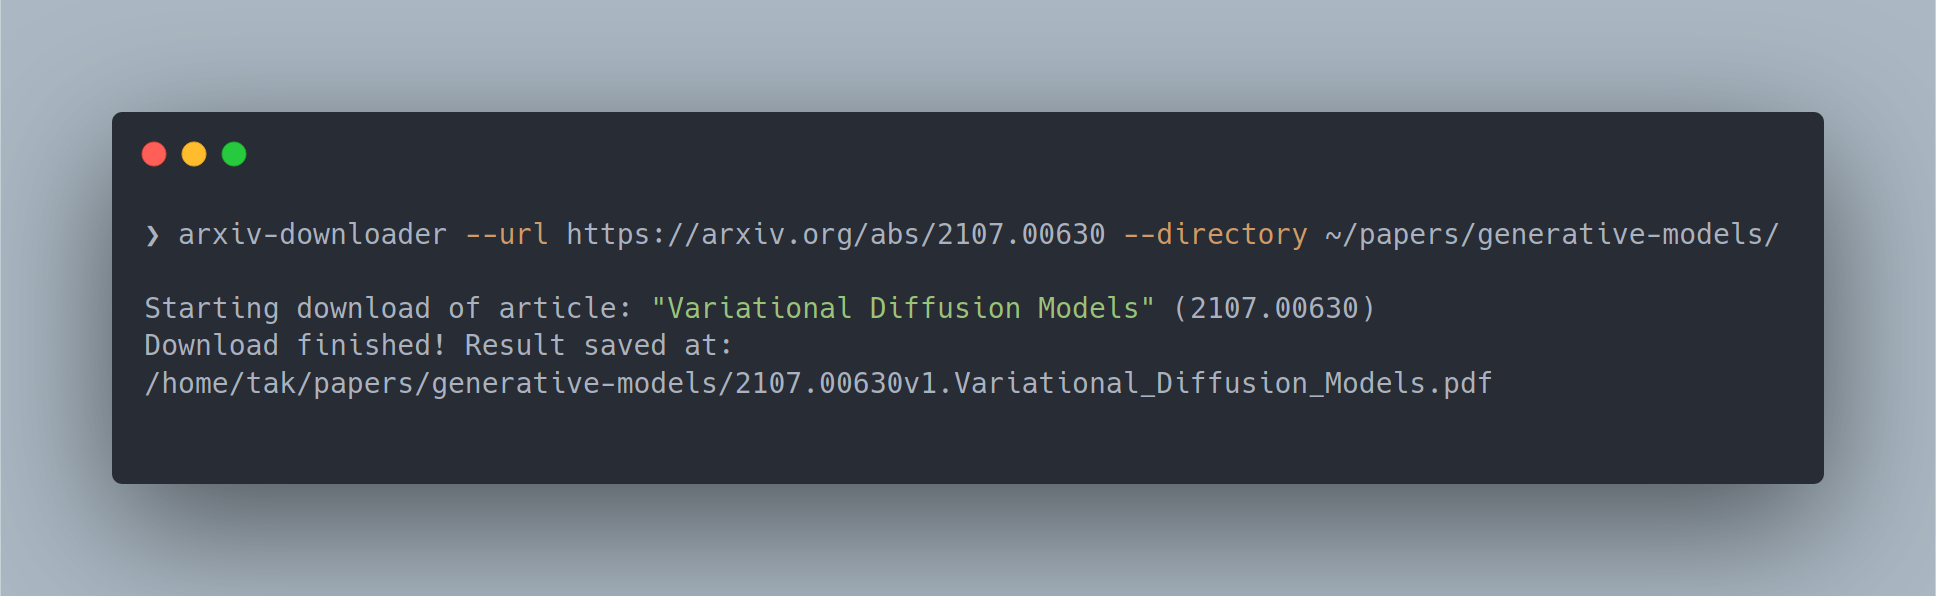 ❯ arxiv-downloader --url https://arxiv.org/abs/2107.00630 --directory ~/papers/generative-models/
Starting download of article: "Variational Diffusion Models" (2107.00630)
Download finished! Result saved at:
/home/tak/papers/generative-models/2107.00630v1.Variational_Diffusion_Models.pdf